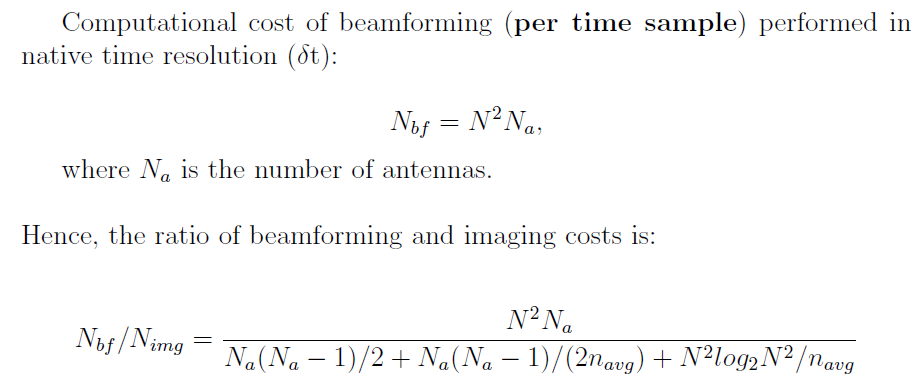 Computational cost of beamforming (per time sample) performed in
native time resolution (δt):
N_{bf} = N^2 N_a,
where N_a is the number of antennas.
Hence, the ratio of beamforming and imaging costs is:
N_{bf}/N_{img} = \frac{N^2 N_a}{N_a(N_a − 1)/2 + N_a(N_a − 1)/(2n_{avg}) + N^2 log_2 N^2/n_{avg}}